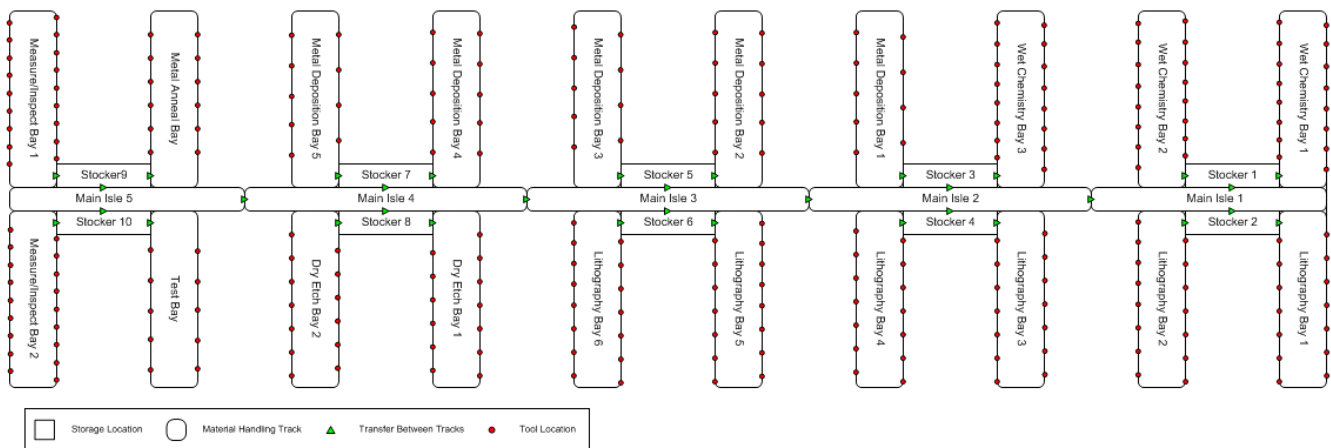 Measure/Inspect Bay 1
Metal Anneal Bay
Metal Deposition Bay 5
Metal Deposition Bay 4
Metal Deposition Bay 3
Metal Deposition Bay 2
Metal Deposition Bay 1
Wet Chemistry Bay 3
Wet Chemistry Bay 2
Wet Chemistry Bay 1
Stocker9
Stocker 7
Stocker 5
Stocker 3
Stocker 1
Main Isle 5
Main Isle 4
Main Isle 3
Main Isle 2
Main Isle 1
Stocker 10
Stocker 8
Stocker 6
Stocker 4
Stocker 2
Measure/Inspect Bay 2
Test Bay
Dry Etch Bay 2
Dry Etch Bay 1
Lithography Bay 6
Lithography Bay 5
Lithography Bay 4
Lithography Bay 3
Lithography Bay 2
Lithography Bay 1
Storage Location
Material Handling Track
Transfer Between Tracks
Tool Location